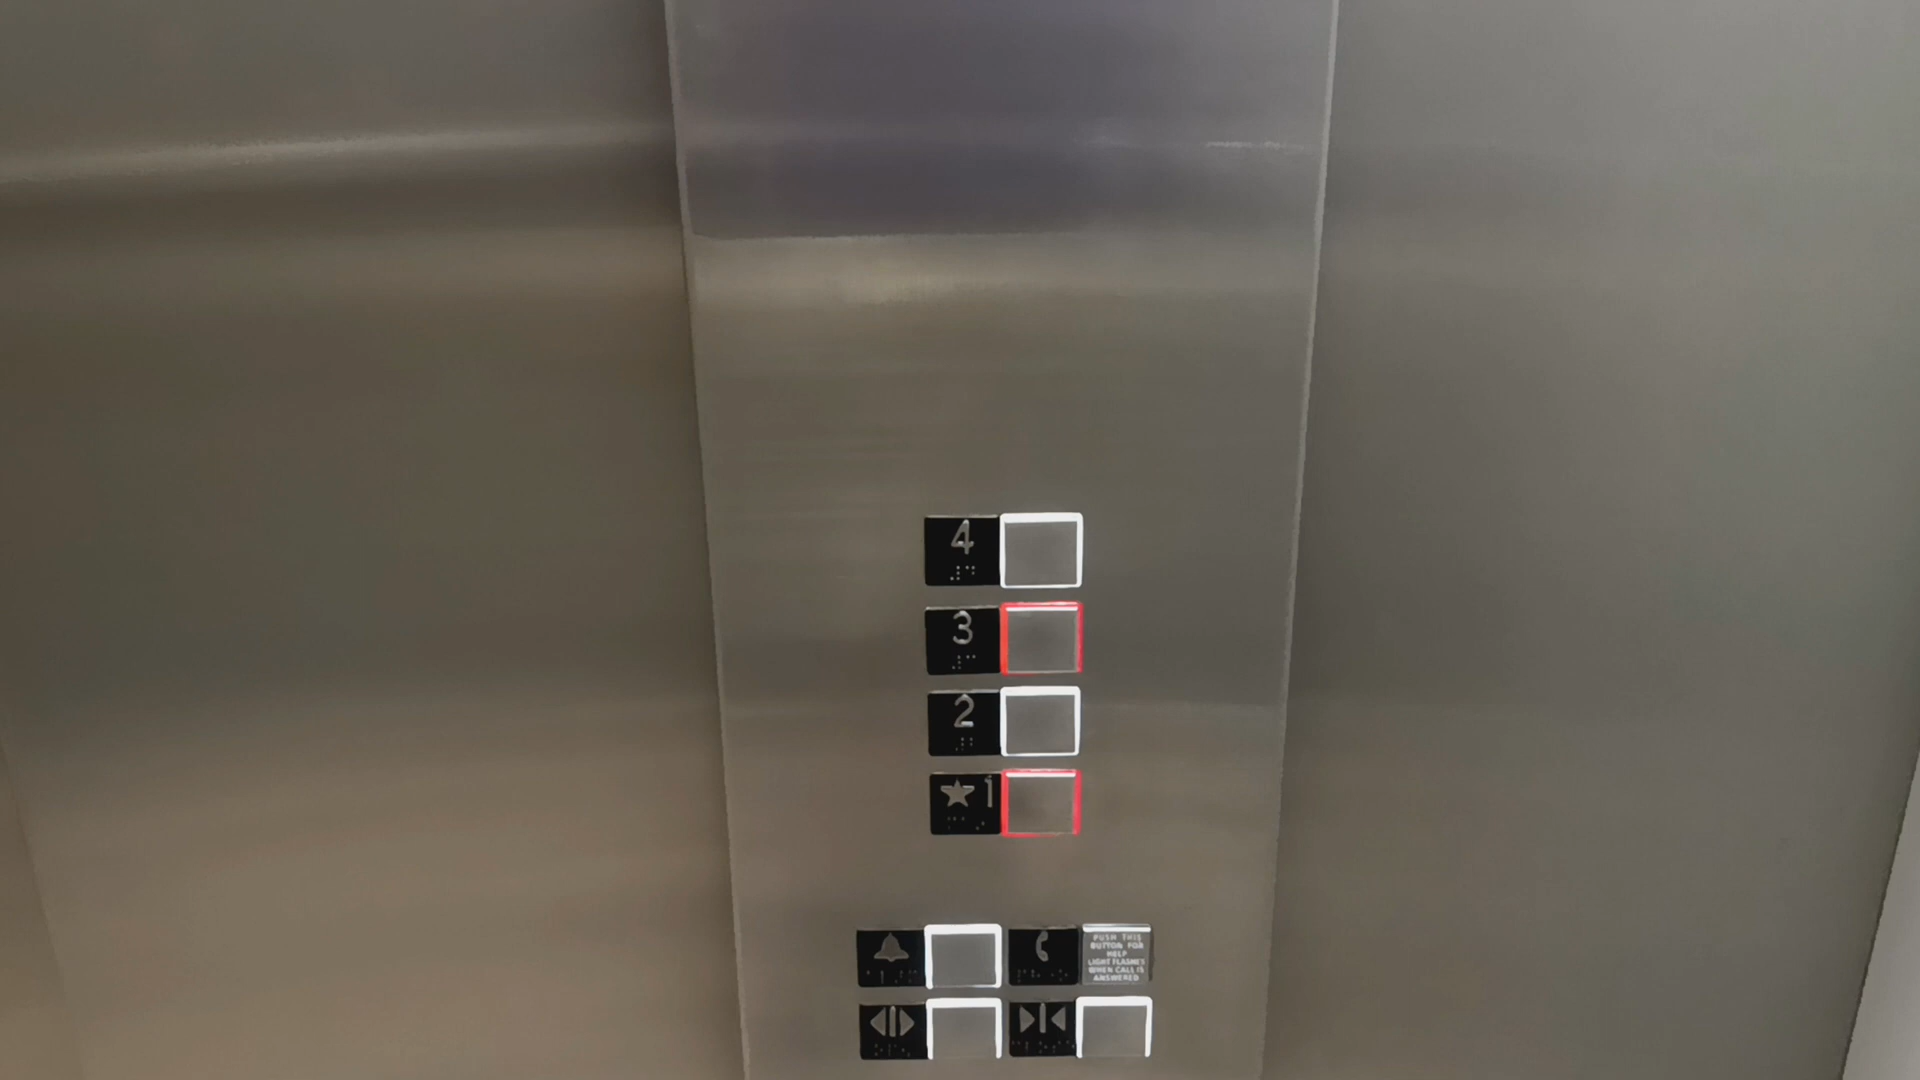 4
3
2
★1
PUSH THIS
BUTTON FOR
HELP
LIGHT FLASHES
WHEN CALL IS
ANSWERED